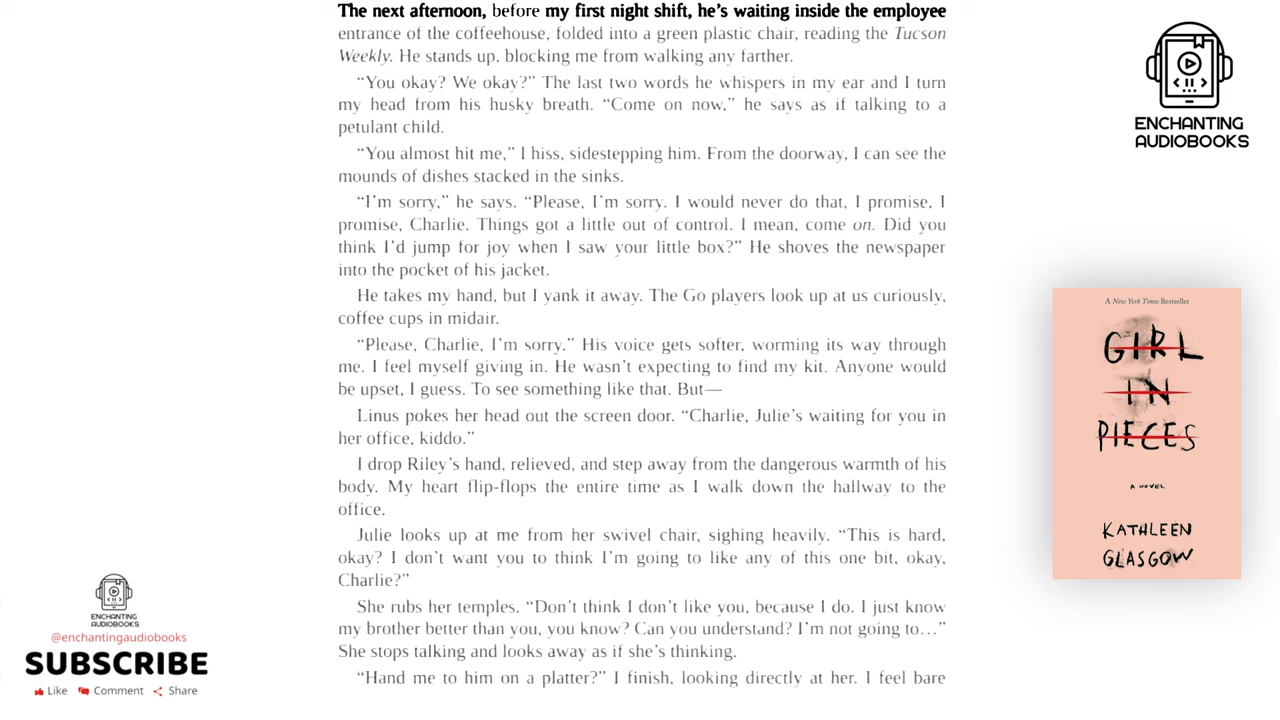 The next afternoon, before my first night shift, he's waiting inside the employee
entrance of the coffeehouse, folded into a green plastic chair, reading the Tucson
Weekly. He stands up, blocking me from walking any farther.
“You okay? We okay?” The last two words he whispers in my ear and I turn
my head from his husky breath. “Come on now,” he says as if talking to a
petulant child.
“You almost hit me,” I hiss, sidestepping him. From the doorway, I can see the
mounds of dishes stacked in the sinks.
“I'm sorry,” he says. “Please, I'm sorry. I would never do that, I promise, I
promise, Charlie. Things got a little out of control. I mean, come on. Did you
think I'd jump for joy when I saw your little box?” He shoves the newspaper
into the pocket of his jacket.
He takes my hand, but I yank it away. The Go players look up at us curiously,
coffee cups in midair.
“Please, Charlie, I'm sorry.” His voice gets softer, worming its way through
me. I feel myself giving in. He wasn't expecting to find my kit. Anyone would
be upset, I guess. To see something like that. But—
Linus pokes her head out the screen door. “Charlie, Julie's waiting for you in
her office, kiddo.”
I drop Riley's hand, relieved, and step away from the dangerous warmth of his
body. My heart flip-flops the entire time as I walk down the hallway to the
office.
Julie looks up at me from her swivel chair, sighing heavily. “This is hard,
okay? I don't want you to think I'm going to like any of this one bit, okay,
Charlie?”
She rubs her temples. “Don't think I don't like you, because I do. I just know
my brother better than you, you know? Can you understand? I'm not going to…”
She stops talking and looks away as if she's thinking.
“Hand me to him on a platter?” I finish, looking directly at her. I feel bare
ENCHANTING
AUDIOBOOKS
A New York Times Bestseller
GIRL
IN
PIECES
A NOVEL
KATHLEEN
GLASGOW
ENCHANTING
AUDIOBOOKS
@enchantingaudiobooks
SUBSCRIBE
Like Comment Share